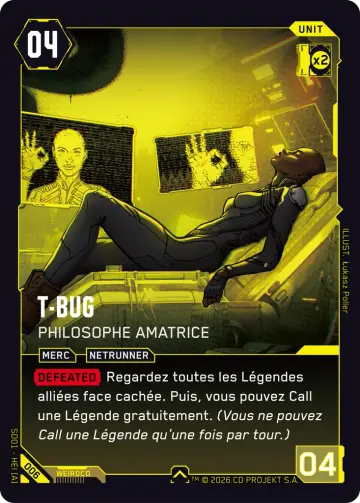 04
UNIT
x2
ILLUST. Łukasz Poller
T-BUG
PHILOSOPHE AMATRICE
MERC
NETRUNNER
DEFEATED Regardez toutes les Légendes
alliées face cachée. Puis, vous pouvez Call
une Légende gratuitement. (Vous ne pouvez
Call une Légende qu'une fois par tour.)
04
006
WEIRDCO
™ © 2026 CD PROJEKT S.A.